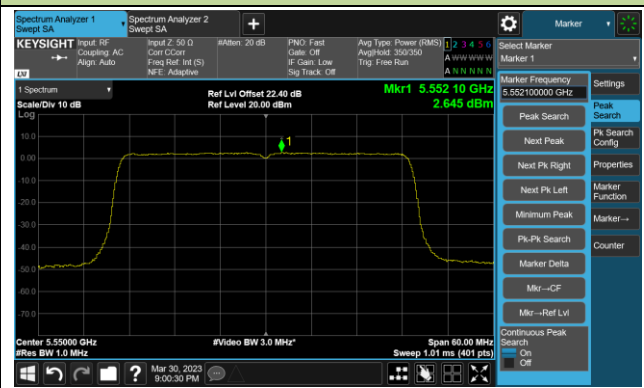 Spectrum Analyzer 1
Swept SA
Spectrum Analyzer 2
Swept SA
+
Marker
KEYSIGHT
Input: RF
Coupling: AC
Align: Auto
Input Z: 50 Ω
Corr CCorr
Freq Ref: Int (S)
NFE: Adaptive
#Atten: 20 dB
PNO: Fast
Gate: Off
IF Gain: Low
Sig Track: Off
Avg Type: Power (RMS)
Avg|Hold: 350/350
Trig: Free Run
1 2 3 4 5 6
A W W W W W
A N N N N N
LXI
Select Marker
Marker 1
1 Spectrum
Scale/Div 10 dB
Log
Ref Lvl Offset 22.40 dB
Ref Level 20.00 dBm
Mkr1 5.552 10 GHz
2.645 dBm
10.0
0.00
-10.0
-20.0
-30.0
-40.0
-50.0
-60.0
-70.0
1
Center 5.55000 GHz
#Res BW 1.0 MHz
#Video BW 3.0 MHz*
Span 60.00 MHz
Sweep 1.01 ms (401 pts)
Marker Frequency
5.552100000 GHz
Peak Search
Next Peak
Next Pk Right
Next Pk Left
Minimum Peak
Pk-Pk Search
Marker Delta
Mkr→CF
Mkr→Ref Lvl
Continuous Peak
Search
On
Off
Settings
Peak
Search
Pk Search
Config
Properties
Marker
Function
Marker→
Counter
?
Mar 30, 2023
9:00:30 PM